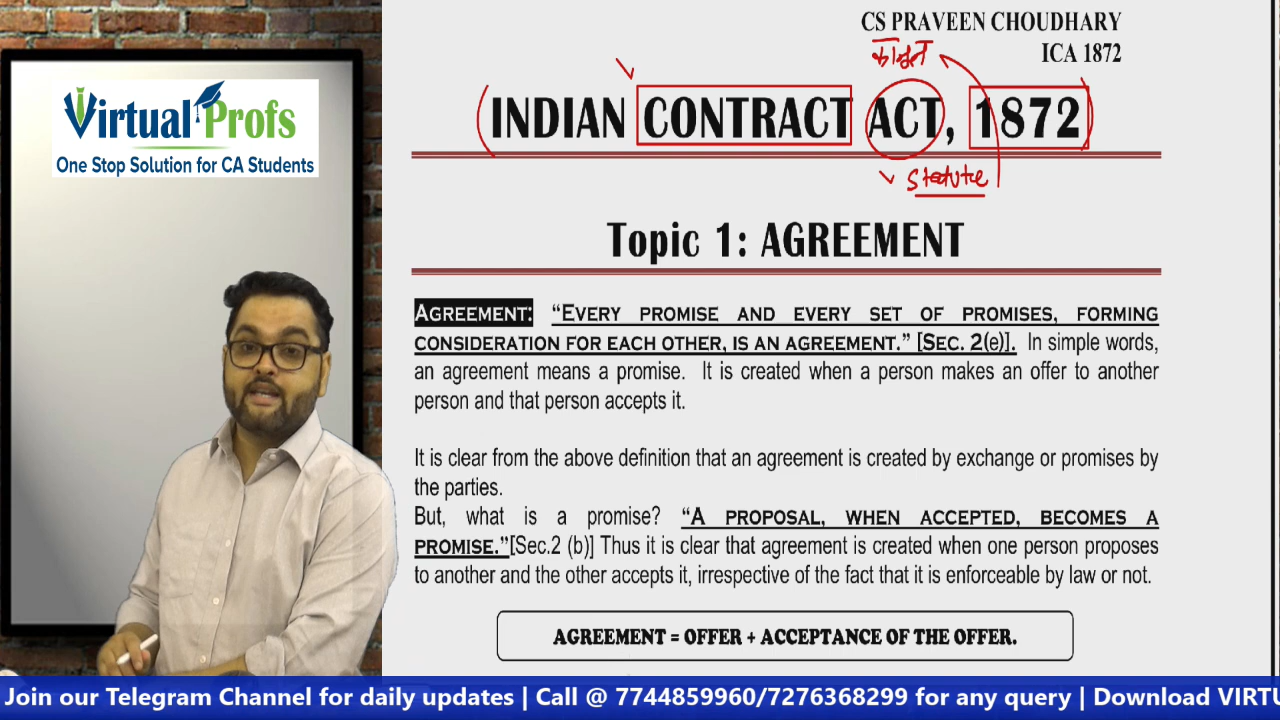 Virtual Profs
One Stop Solution for CA Students
CS PRAVEEN CHOUDHARY
ICA 1872
कानून
INDIAN CONTRACT ACT, 1872
statute
Topic 1: AGREEMENT
AGREEMENT: “EVERY PROMISE AND EVERY SET OF PROMISES, FORMING
CONSIDERATION FOR EACH OTHER, IS AN AGREEMENT.” [SEC. 2(e)]. In simple words,
an agreement means a promise. It is created when a person makes an offer to another
person and that person accepts it.
It is clear from the above definition that an agreement is created by exchange or promises by
the parties.
But, what is a promise? “A PROPOSAL, WHEN ACCEPTED, BECOMES A
PROMISE.”[Sec.2 (b)] Thus it is clear that agreement is created when one person proposes
to another and the other accepts it, irrespective of the fact that it is enforceable by law or not.
AGREEMENT = OFFER + ACCEPTANCE OF THE OFFER.
Join our Telegram Channel for daily updates | Call @ 7744859960/7276368299 for any query | Download VIRTU